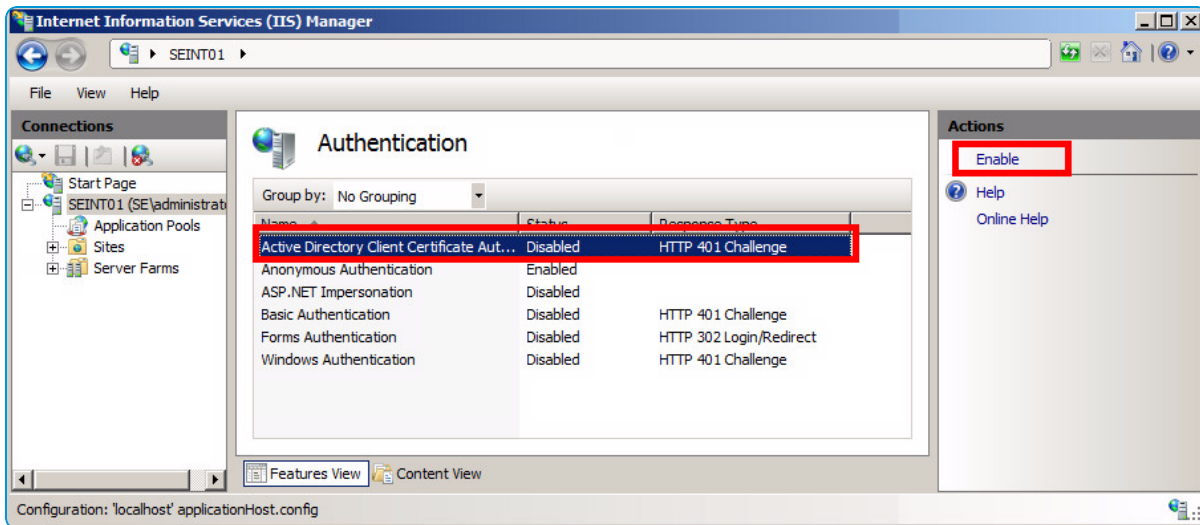 Internet Information Services (IIS) Manager
SEINT01
File View Help
Connections
Start Page
SEINT01 (SE\administrat
Application Pools
Sites
Server Farms
Authentication
Group by: No Grouping
Name Status Response Type
Active Directory Client Certificate Aut... Disabled HTTP 401 Challenge
Anonymous Authentication Enabled
ASP.NET Impersonation Disabled
Basic Authentication Disabled HTTP 401 Challenge
Forms Authentication Disabled HTTP 302 Login/Redirect
Windows Authentication Disabled HTTP 401 Challenge
Features View Content View
Actions
Enable
Help
Online Help
Configuration: 'localhost' applicationHost.config